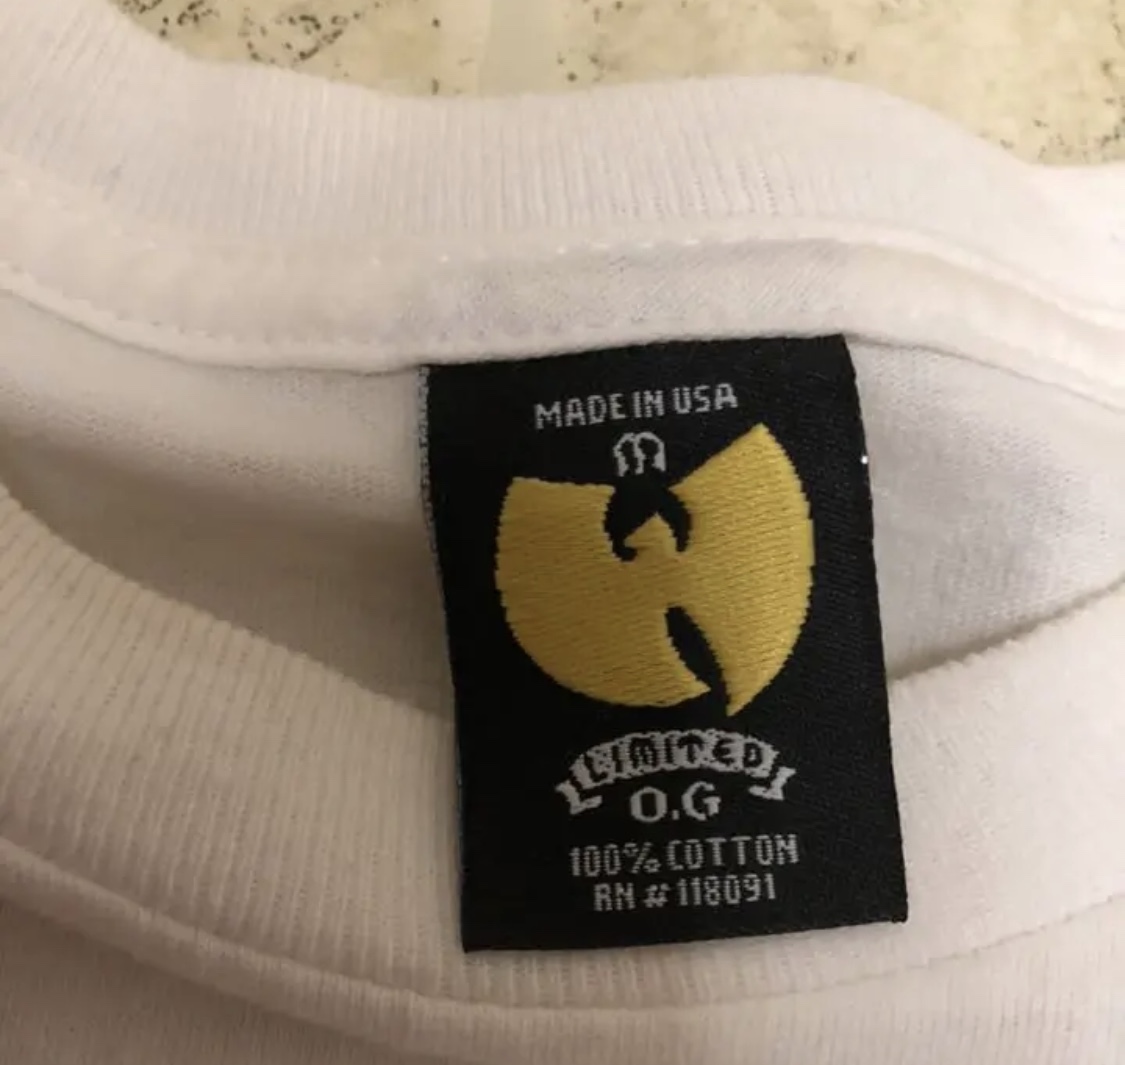 MADE IN USA
M
LIMITED
O.G
100% COTTON
RN # 118091